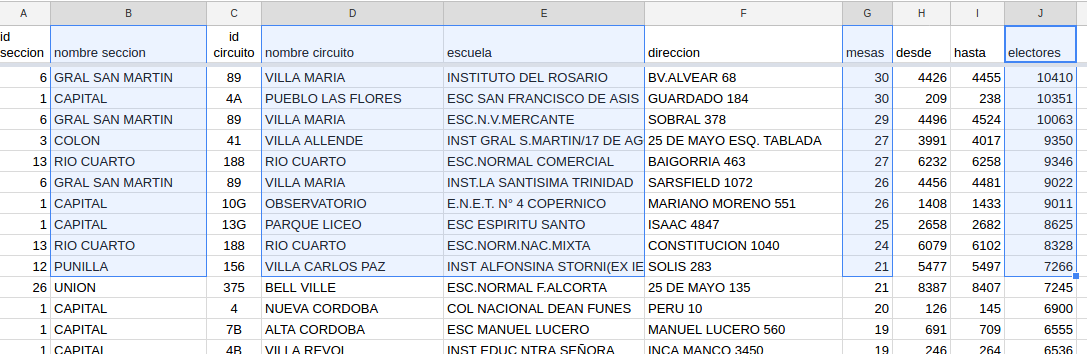 A B C D E F G H I J
id seccion nombre seccion id circuito nombre circuito escuela direccion mesas desde hasta electores
6 GRAL SAN MARTIN 89 VILLA MARIA INSTITUTO DEL ROSARIO BV.ALVEAR 68 30 4426 4455 10410
1 CAPITAL 4A PUEBLO LAS FLORES ESC SAN FRANCISCO DE ASIS GUARDADO 184 30 209 238 10351
6 GRAL SAN MARTIN 89 VILLA MARIA ESC.N.V.MERCANTE SOBRAL 378 29 4496 4524 10063
3 COLON 41 VILLA ALLENDE INST GRAL S.MARTIN/17 DE AG 25 DE MAYO ESQ. TABLADA 27 3991 4017 9350
13 RIO CUARTO 188 RIO CUARTO ESC.NORMAL COMERCIAL BAIGORRIA 463 27 6232 6258 9346
6 GRAL SAN MARTIN 89 VILLA MARIA INST.LA SANTISIMA TRINIDAD SARSFIELD 1072 26 4456 4481 9022
1 CAPITAL 10G OBSERVATORIO E.N.E.T. N° 4 COPERNICO MARIANO MORENO 551 26 1408 1433 9011
1 CAPITAL 13G PARQUE LICEO ESC ESPIRITU SANTO ISAAC 4847 25 2658 2682 8625
13 RIO CUARTO 188 RIO CUARTO ESC.NORM.NAC.MIXTA CONSTITUCION 1040 24 6079 6102 8328
12 PUNILLA 156 VILLA CARLOS PAZ INST ALFONSINA STORNI(EX IE SOLIS 283 21 5477 5497 7266
26 UNION 375 BELL VILLE ESC.NORMAL F.ALCORTA 25 DE MAYO 135 21 8387 8407 7245
1 CAPITAL 4 NUEVA CORDOBA COL NACIONAL DEAN FUNES PERU 10 20 126 145 6900
1 CAPITAL 7B ALTA CORDOBA ESC MANUEL LUCERO MANUEL LUCERO 560 19 691 709 6555
1 CAPITAL 4B VILLA REVOL INST EDUC NTRA SEÑORA INCA MANCO 3450 19 246 264 6536